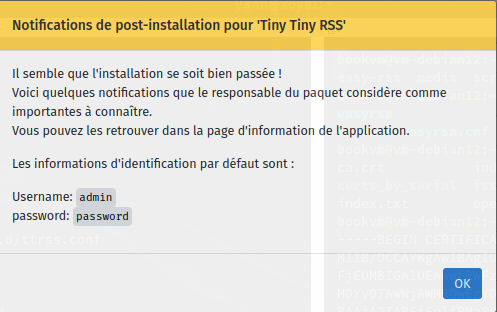 Notifications de post-installation pour 'Tiny Tiny RSS'
Il semble que l'installation se soit bien passée !
Voici quelques notifications que le responsable du paquet considère comme
importantes à connaître.
Vous pouvez les retrouver dans la page d'information de l'application.
Les informations d'identification par défaut sont :
Username: admin
password: password
OK